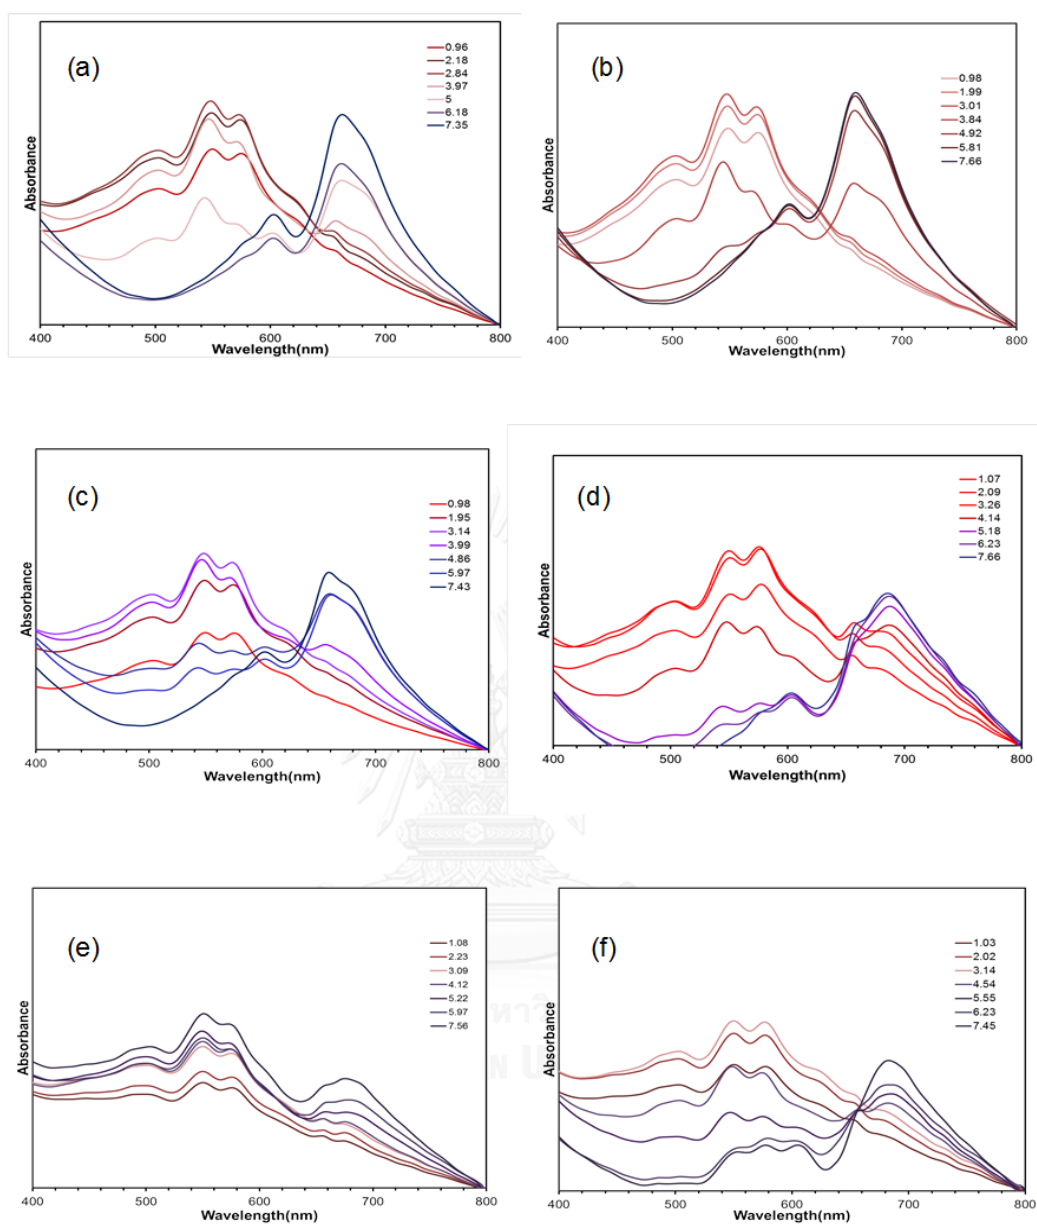 (a)
0.96
2.18
2.84
3.97
5
6.18
7.35
Absorbance
400 500 600 700 800
Wavelength(nm)
(b)
0.98
1.99
3.01
3.84
4.92
5.81
7.66
Absorbance
400 500 600 700 800
Wavelength(nm)
(c)
0.98
1.95
3.14
3.99
4.86
5.97
7.43
Absorbance
400 500 600 700 800
Wavelength(nm)
(d)
1.07
2.09
3.26
4.14
5.18
6.23
7.66
Absorbance
400 500 600 700 800
Wavelength(nm)
(e)
1.08
2.23
3.09
4.12
5.22
5.97
7.56
Absorbance
400 500 600 700 800
Wavelength(nm)
(f)
1.03
2.02
3.14
4.54
5.55
6.23
7.45
Absorbance
400 500 600 700 800
Wavelength(nm)